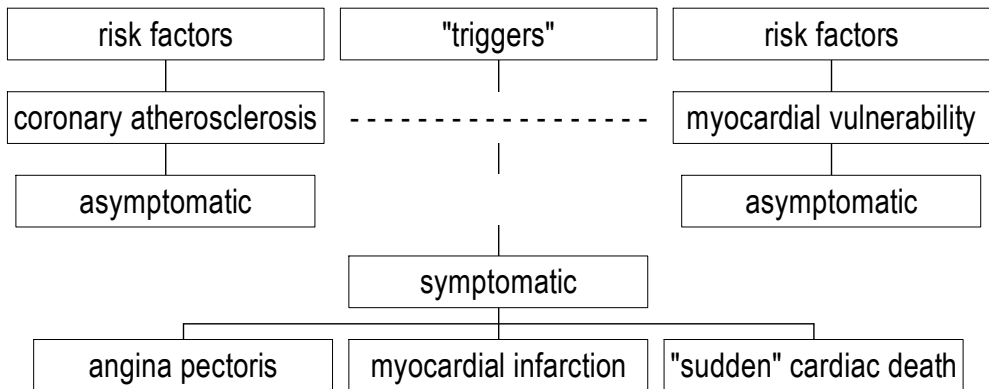 risk factors
"triggers"
risk factors
coronary atherosclerosis
myocardial vulnerability
asymptomatic
asymptomatic
symptomatic
angina pectoris
myocardial infarction
"sudden" cardiac death